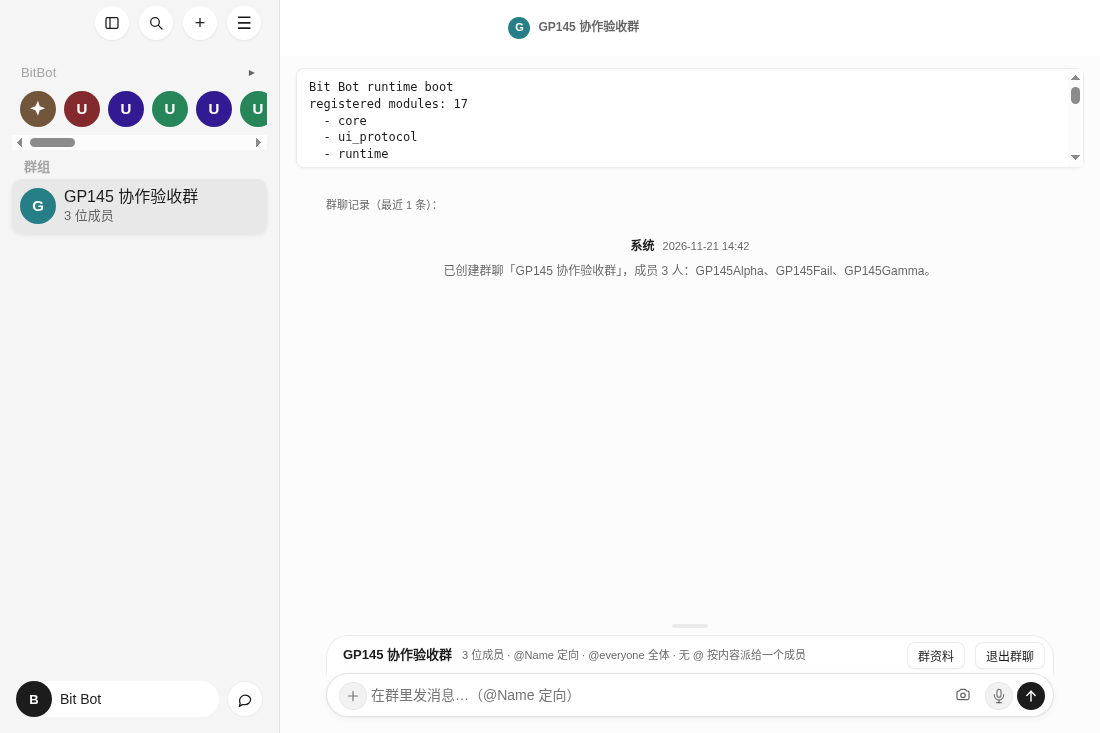 BitBot
U
U
U
U
U
群组
G
GP145 协作验收群
3 位成员
B
Bit Bot
G
GP145 协作验收群
Bit Bot runtime boot
registered modules: 17
- core
- ui_protocol
- runtime
群聊记录（最近 1 条）：
系统 2026-11-21 14:42
已创建群聊「GP145 协作验收群」，成员 3 人：GP145Alpha、GP145Fail、GP145Gamma。
GP145 协作验收群 3 位成员 · @Name 定向 · @everyone 全体 · 无 @ 按内容派给一个成员
群资料
退出群聊
在群里发消息…（@Name 定向）